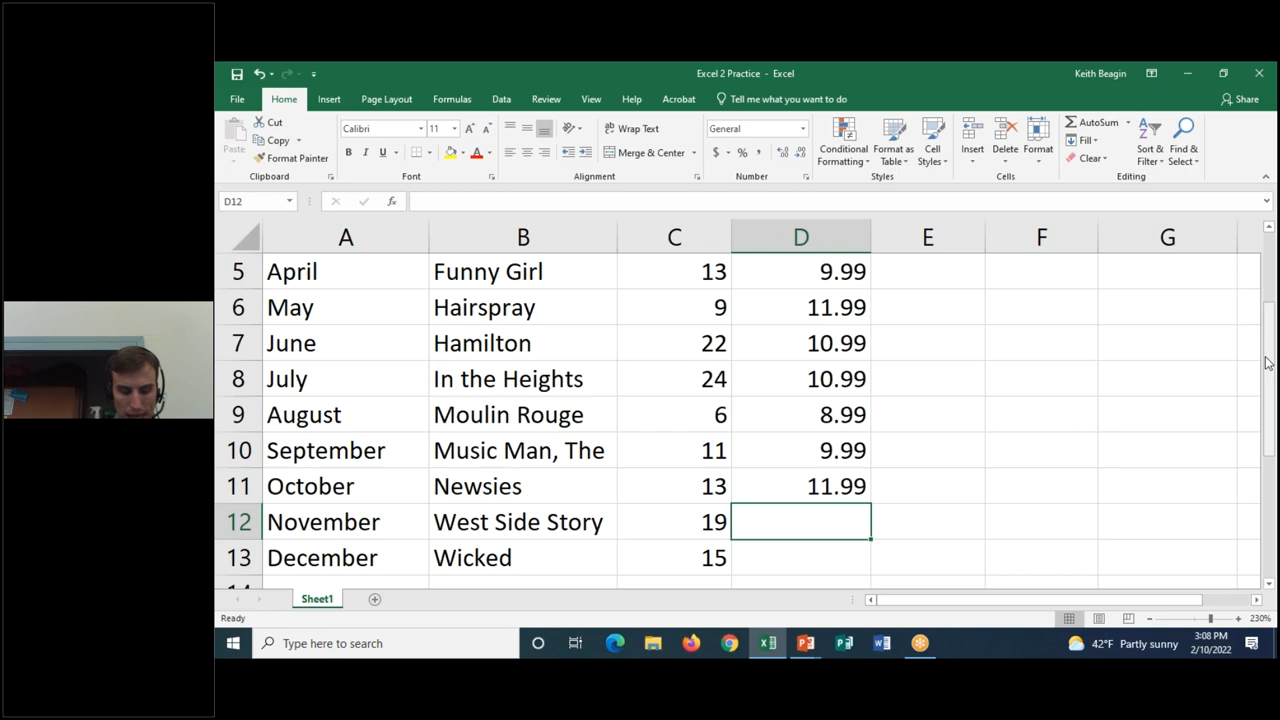 Excel 2 Practice - Excel
Keith Beagin
File Home Insert Page Layout Formulas Data Review View Help Acrobat Tell me what you want to do Share
Paste
Cut
Copy
Format Painter
Clipboard
Calibri 11
B I U
Font
Wrap Text
Merge & Center
Alignment
General
$ % ,
Number
Conditional Formatting
Format as Table
Cell Styles
Styles
Insert Delete Format
Cells
AutoSum
Fill
Clear
Sort & Filter
Find & Select
Editing
D12 fx
A B C D E F G
5 April Funny Girl 13 9.99
6 May Hairspray 9 11.99
7 June Hamilton 22 10.99
8 July In the Heights 24 10.99
9 August Moulin Rouge 6 8.99
10 September Music Man, The 11 9.99
11 October Newsies 13 11.99
12 November West Side Story 19
13 December Wicked 15
14
Sheet1
Ready
230%
Type here to search
42°F Partly sunny
3:08 PM
2/10/2022